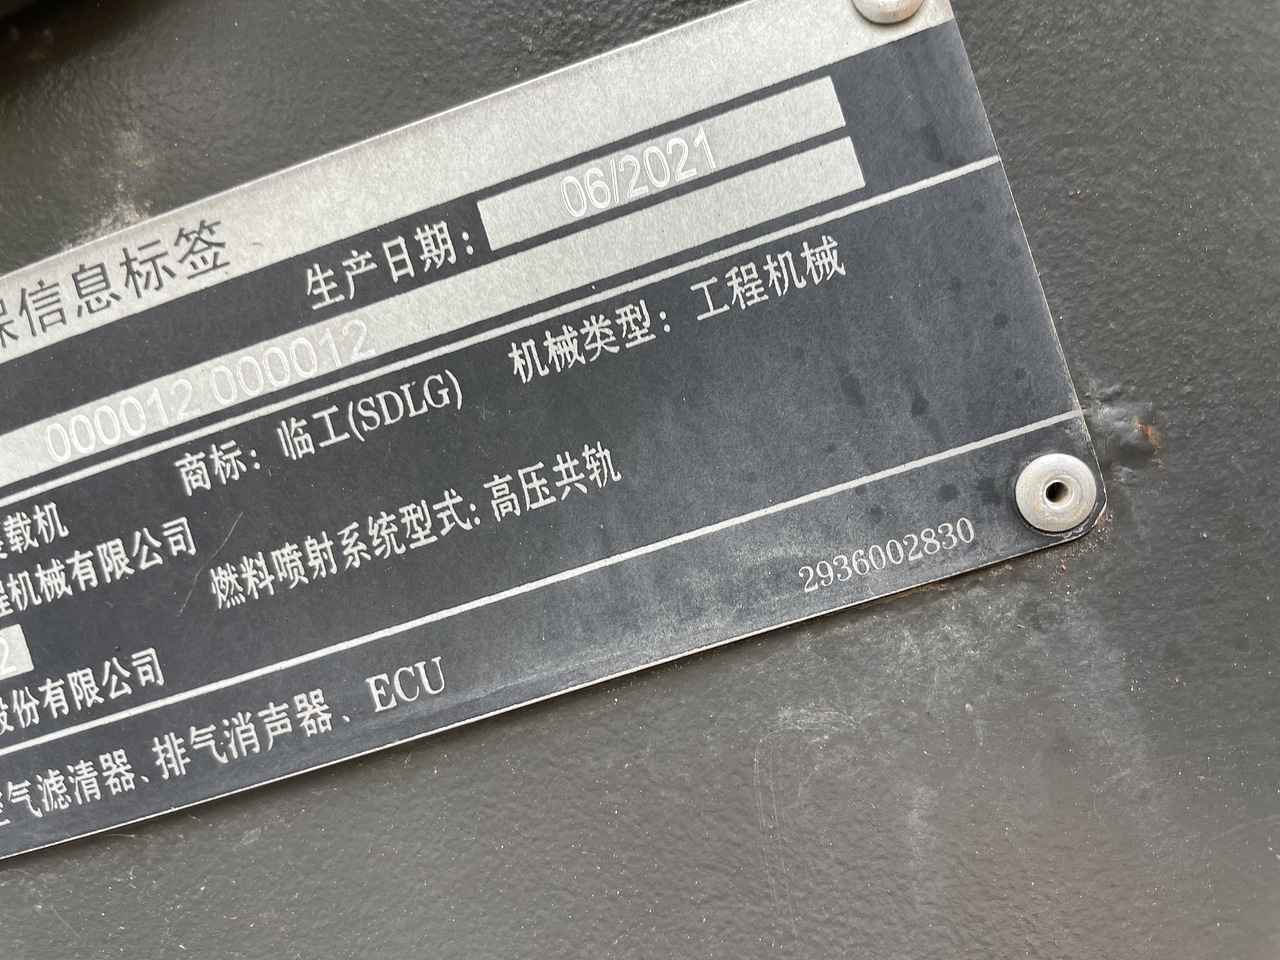 保信息标签
生产日期：06/2021
000012 000012
载机 商标：临工(SDLG) 机械类型：工程机械
程机械有限公司 燃料喷射系统型式：高压共轨
2
股份有限公司
空气滤清器、排气消声器、ECU
2936002830